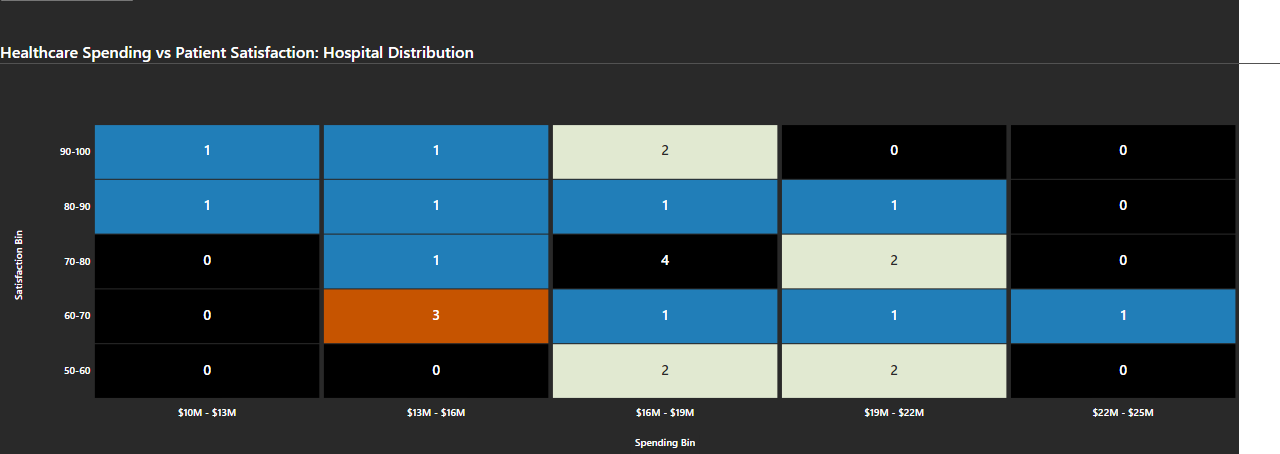 Healthcare Spending vs Patient Satisfaction: Hospital Distribution
90-100 1 1 2 0 0
80-90 1 1 1 1 0
70-80 0 1 4 2 0
60-70 0 3 1 1 1
50-60 0 0 2 2 0
Satisfaction Bin
$10M - $13M $13M - $16M $16M - $19M $19M - $22M $22M - $25M
Spending Bin